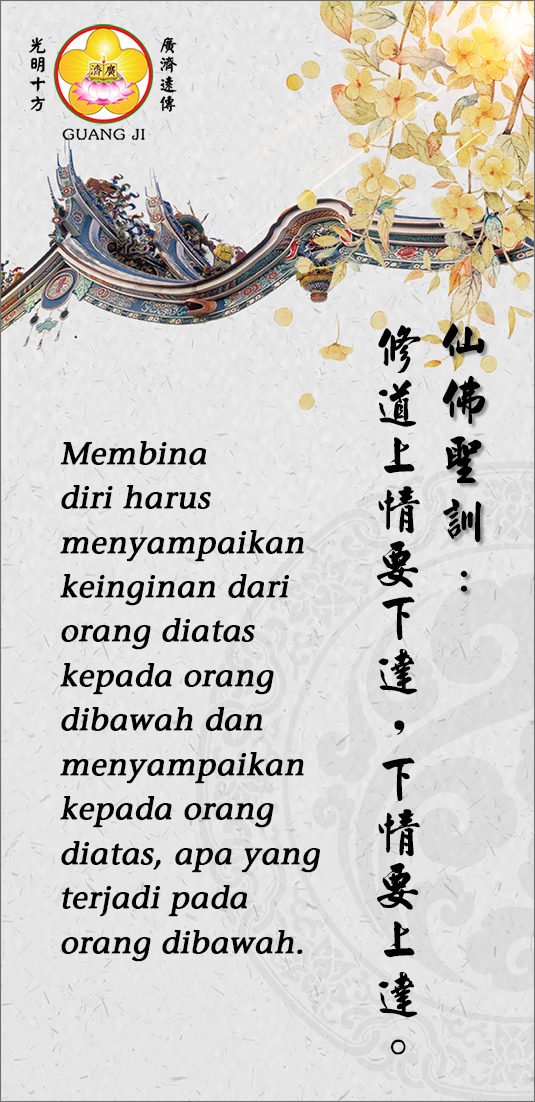 光明十方
廣濟遠傳
廣濟
GUANG JI
仙佛聖訓：
修道上情要下達，下情要上達。
Membina
diri harus
menyampaikan
keinginan dari
orang diatas
kepada orang
dibawah dan
menyampaikan
kepada orang
diatas, apa yang
terjadi pada
orang dibawah.